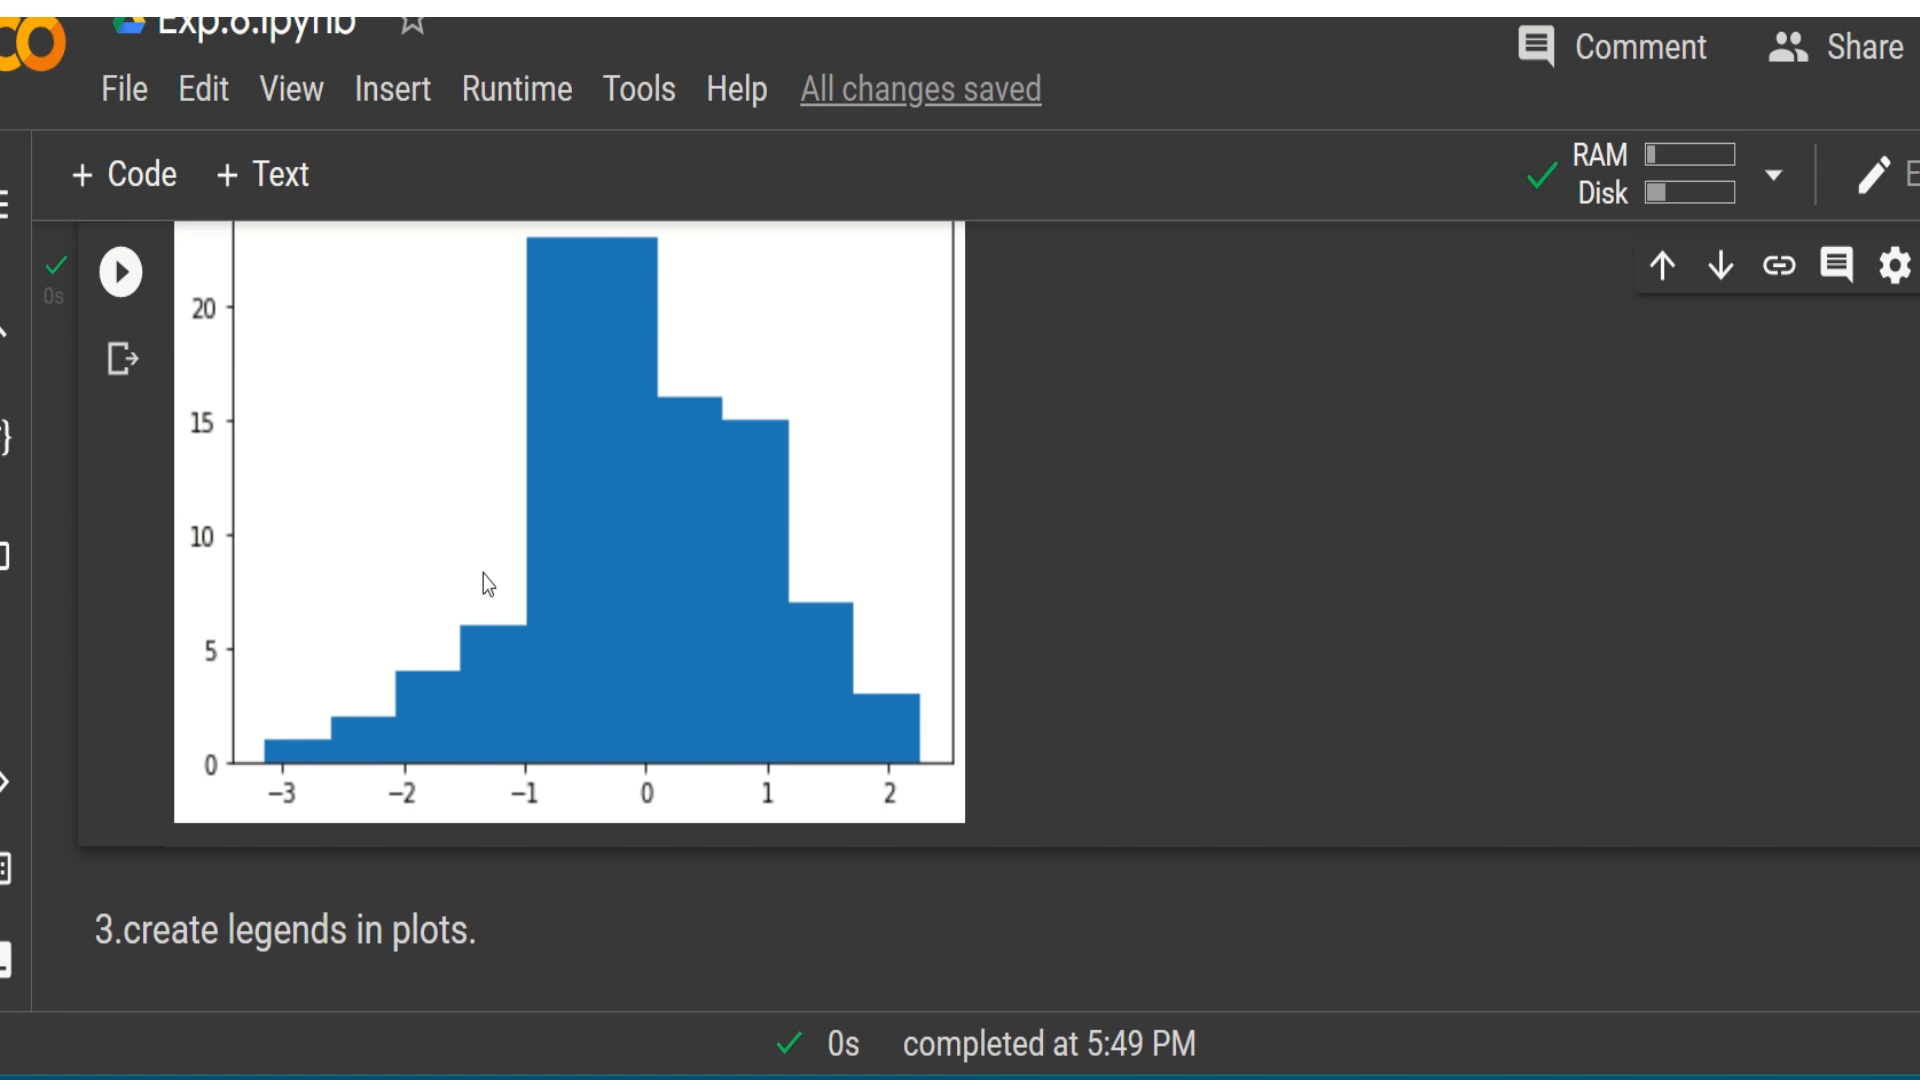 Exp.6.ipynb
Comment Share
File Edit View Insert Runtime Tools Help All changes saved
+ Code + Text
RAM
Disk
0s
20
15
10
5
0
−3 −2 −1 0 1 2
3.create legends in plots.
0s completed at 5:49 PM